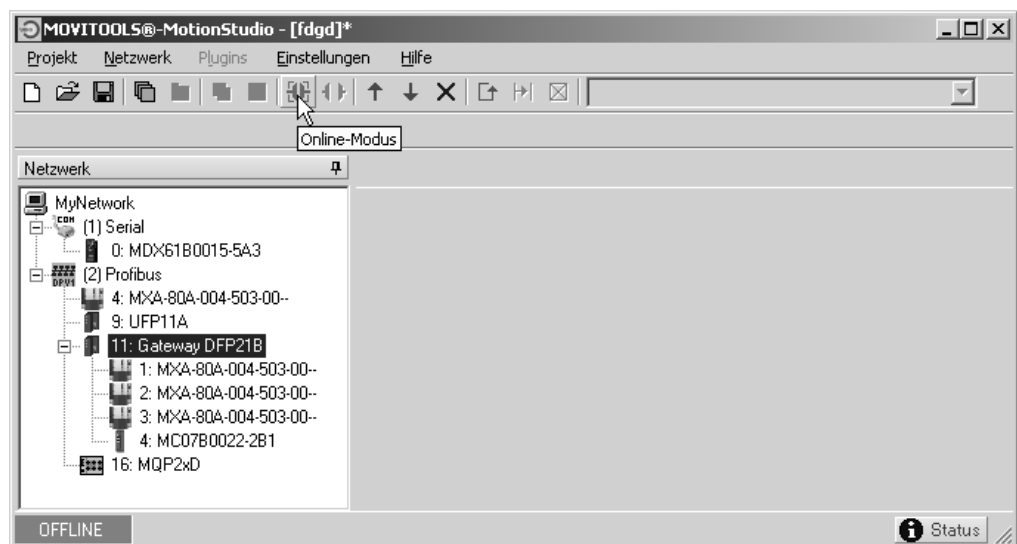 MOVITOOLS®-MotionStudio - [fdgd]*
Projekt Netzwerk Plugins Einstellungen Hilfe
Online-Modus
Netzwerk
MyNetwork
COM
(1) Serial
0: MDX61B0015-5A3
DPV1
(2) Profibus
4: MXA-80A-004-503-00--
9: UFP11A
11: Gateway DFP21B
1: MXA-80A-004-503-00--
2: MXA-80A-004-503-00--
3: MXA-80A-004-503-00--
4: MC07B0022-2B1
16: MQP2xD
OFFLINE
Status